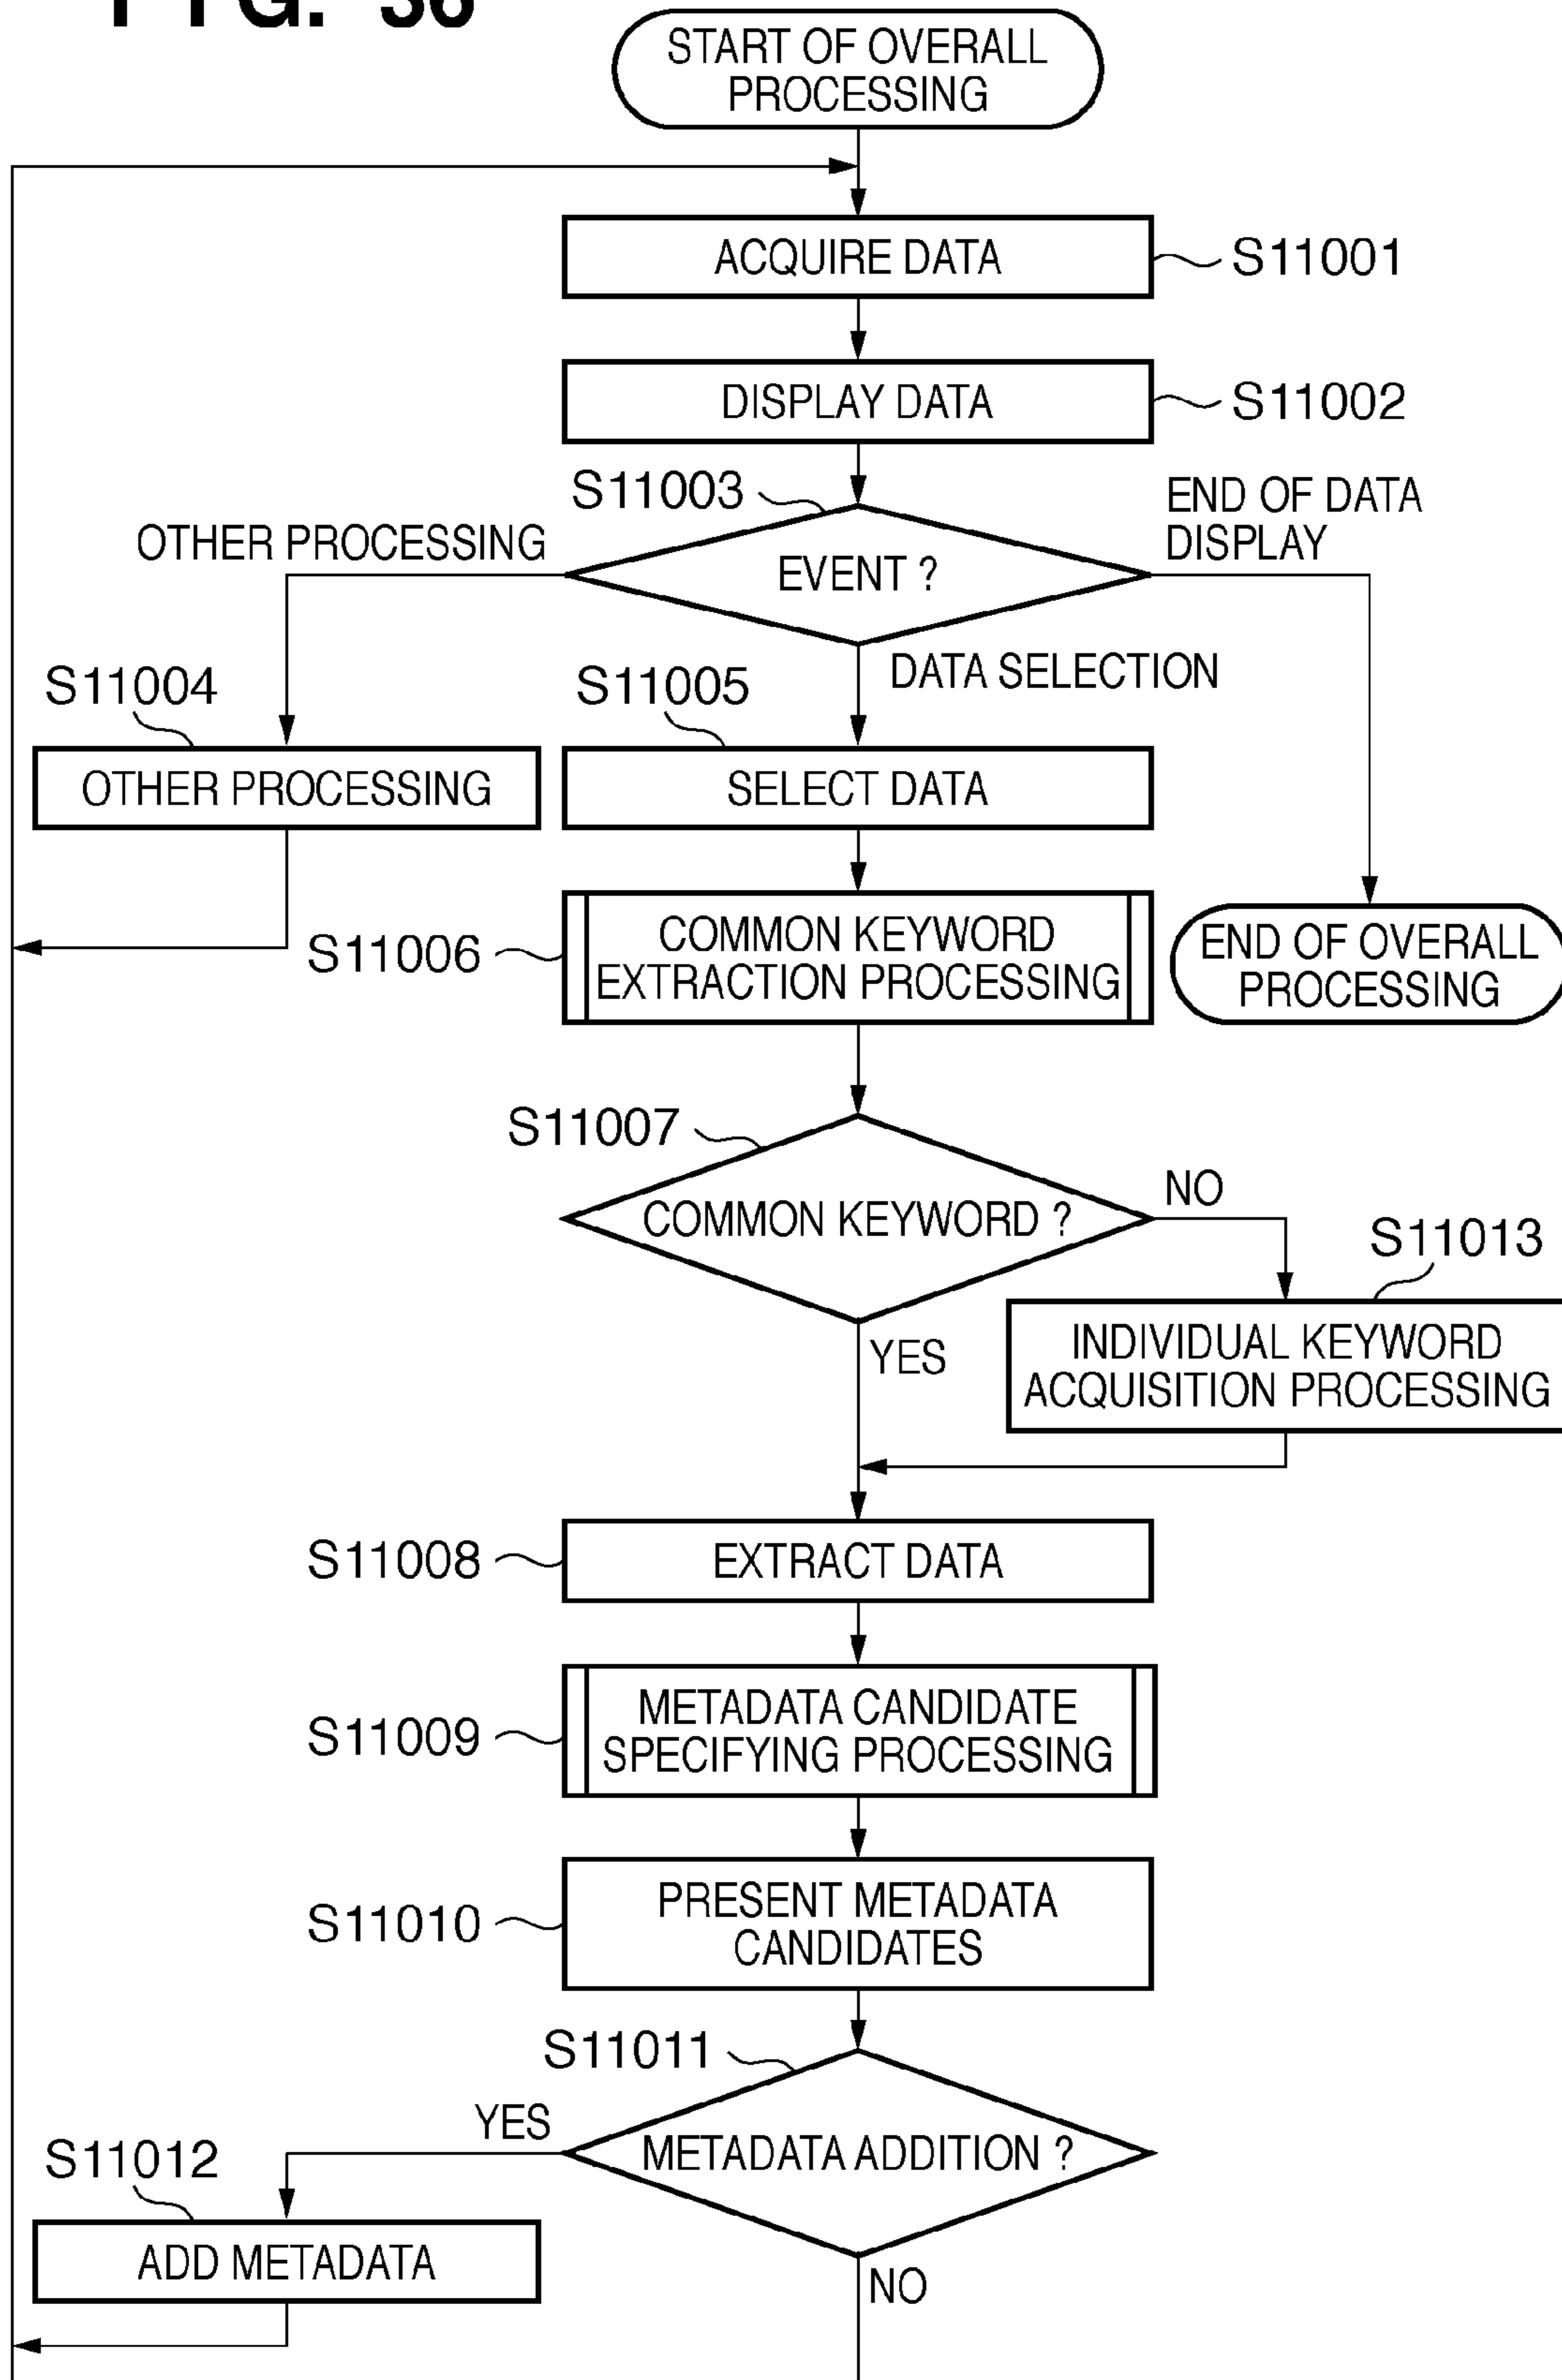 FIG. 36
START OF OVERALL
PROCESSING
ACQUIRE DATA
S11001
DISPLAY DATA
S11002
S11003
END OF DATA
DISPLAY
OTHER PROCESSING
EVENT ?
DATA SELECTION
S11004
S11005
OTHER PROCESSING
SELECT DATA
S11006
COMMON KEYWORD
EXTRACTION PROCESSING
END OF OVERALL
PROCESSING
S11007
COMMON KEYWORD ?
NO
S11013
YES
INDIVIDUAL KEYWORD
ACQUISITION PROCESSING
S11008
EXTRACT DATA
S11009
METADATA CANDIDATE
SPECIFYING PROCESSING
S11010
PRESENT METADATA
CANDIDATES
S11011
YES
METADATA ADDITION ?
S11012
ADD METADATA
NO